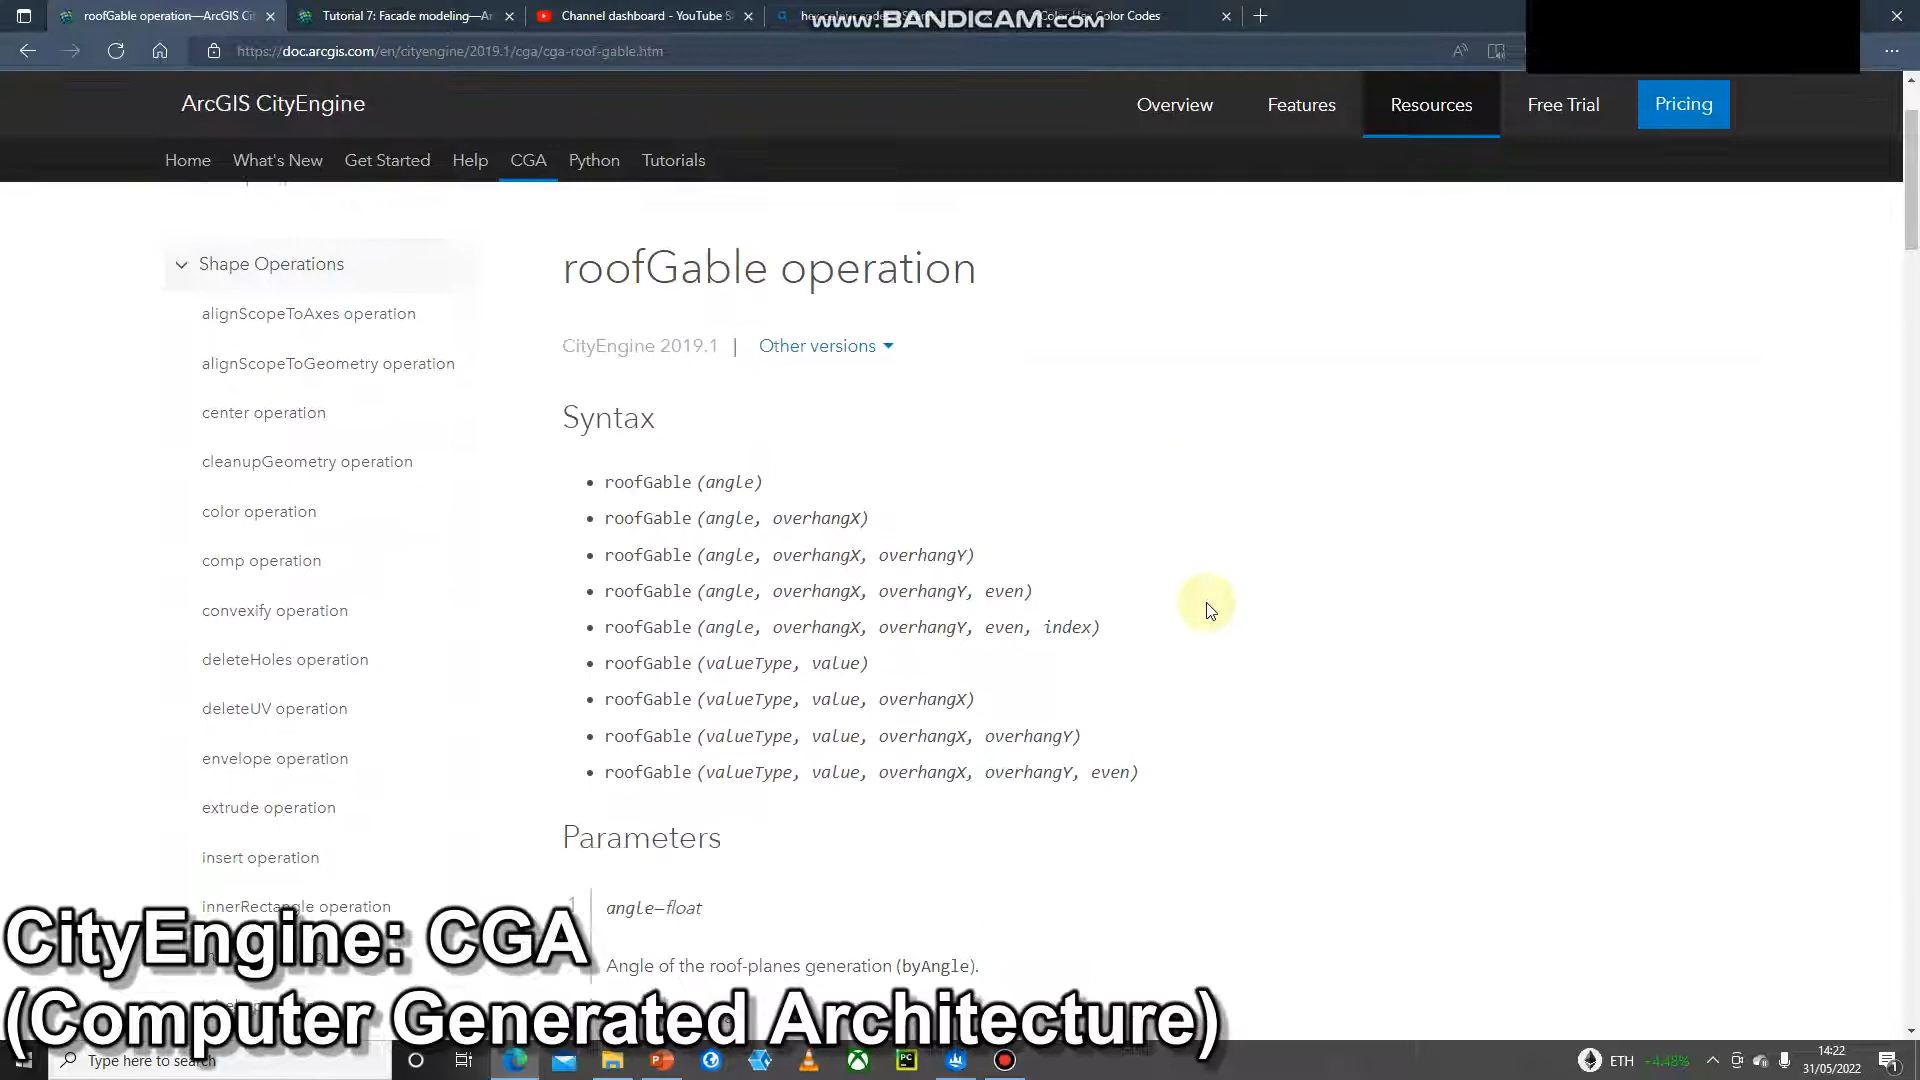 roofGable operation—ArcGIS Ci
Tutorial 7: Facade modeling—A
Channel dashboard - YouTube S
Color Codes
www.BANDICAM.com
https://doc.arcgis.com/en/cityengine/2019.1/cga/cga-roof-gable.htm
ArcGIS CityEngine
Overview
Features
Resources
Free Trial
Pricing
Home
What's New
Get Started
Help
CGA
Python
Tutorials
Shape Operations
alignScopeToAxes operation
alignScopeToGeometry operation
center operation
cleanupGeometry operation
color operation
comp operation
convexify operation
deleteHoles operation
deleteUV operation
envelope operation
extrude operation
insert operation
innerRectangle operation
roofGable operation
CityEngine 2019.1 | Other versions
Syntax
• roofGable (angle)
• roofGable (angle, overhangX)
• roofGable (angle, overhangX, overhangY)
• roofGable (angle, overhangX, overhangY, even)
• roofGable (angle, overhangX, overhangY, even, index)
• roofGable (valueType, value)
• roofGable (valueType, value, overhangX)
• roofGable (valueType, value, overhangX, overhangY)
• roofGable (valueType, value, overhangX, overhangY, even)
Parameters
1
angle—float
Angle of the roof-planes generation (byAngle).
CityEngine: CGA
(Computer Generated Architecture)
Type here to search
ETH +4.48%
14:22
31/05/2022
1